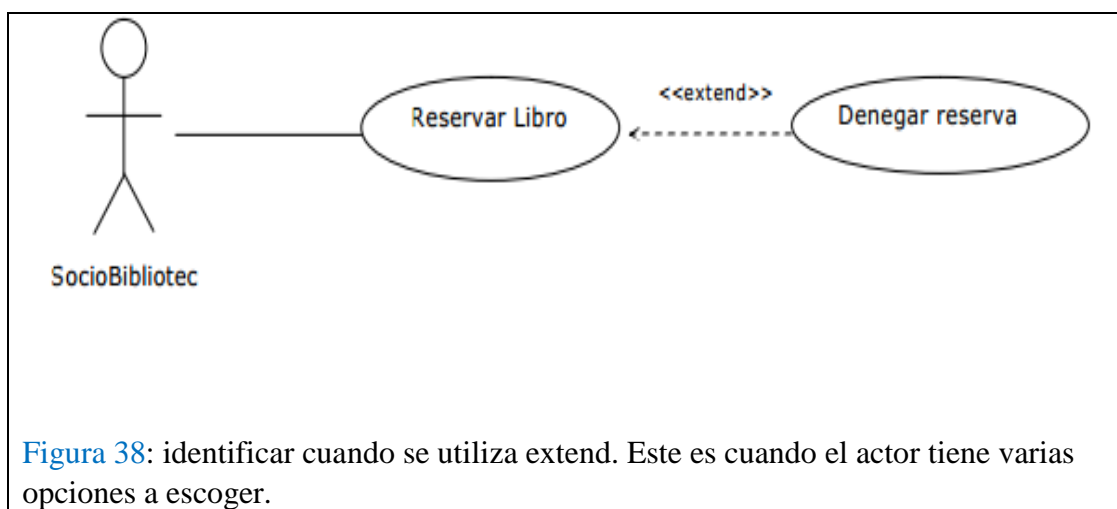 <<extend>>
Reservar Libro
Denegar reserva
SocioBibliotec
Figura 38: identificar cuando se utiliza extend. Este es cuando el actor tiene varias
opciones a escoger.